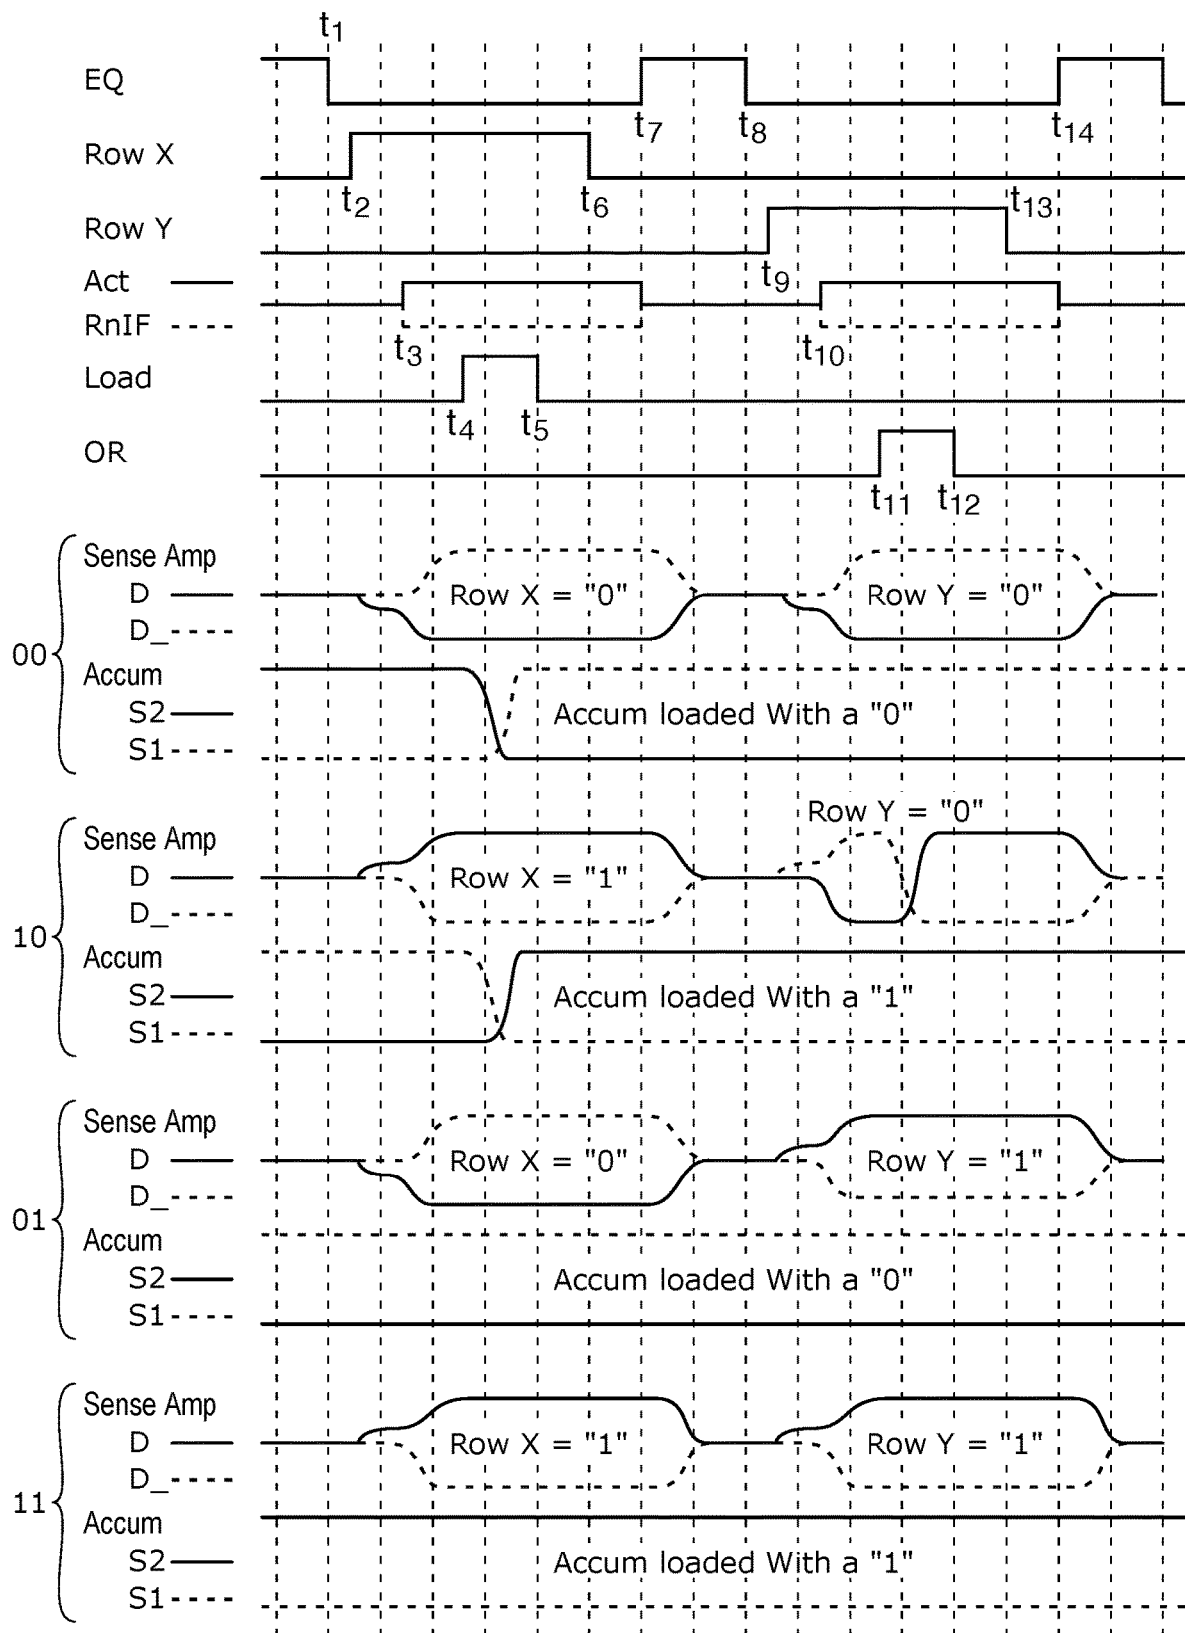 t1
EQ
t7 t8 t14
Row X
t2 t6 t13
Row Y
t9
Act
RnIF
t3 t10
Load
t4 t5
OR
t11 t12
00
Sense Amp
D
D_
Row X = "0" Row Y = "0"
Accum
S2
S1
Accum loaded With a "0"
10
Row Y = "0"
Sense Amp
D
D_
Row X = "1"
Accum
S2
S1
Accum loaded With a "1"
01
Sense Amp
D
D_
Row X = "0" Row Y = "1"
Accum
S2
S1
Accum loaded With a "0"
11
Sense Amp
D
D_
Row X = "1" Row Y = "1"
Accum
S2
S1
Accum loaded With a "1"